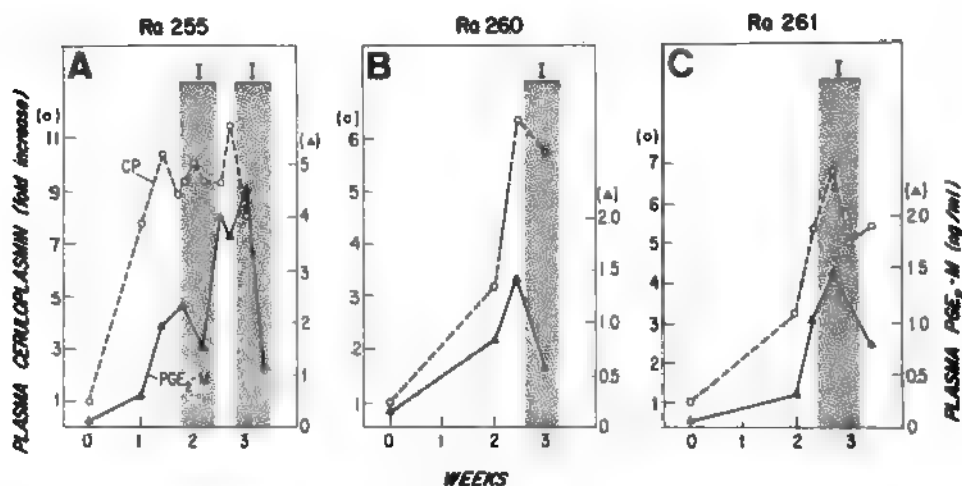 Ra 255
Ra 260
Ra 261
A
I
I
B
I
C
I
PLASMA CERULOPLASMIN (fold increase)
(o)
11
9
7
5
3
1
CP
PGE₂-M
(▲)
5
4
3
2
1
0
0
1
2
3
(o)
6
5
4
3
2
1
(▲)
2.0
1.5
1.0
0.5
0
0
1
2
3
(o)
7
6
5
4
3
2
1
(▲)
2.0
1.5
1.0
0.5
0
0
1
2
3
PLASMA PGE₂-M (ng/ml)
WEEKS